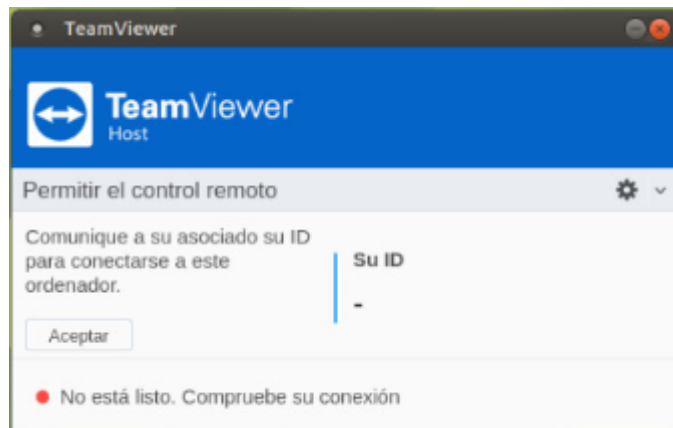 TeamViewer
TeamViewer
Host
Permitir el control remoto
Comunique a su asociado su ID
para conectarse a este
ordenador.
Su ID
-
Aceptar
No está listo. Compruebe su conexión